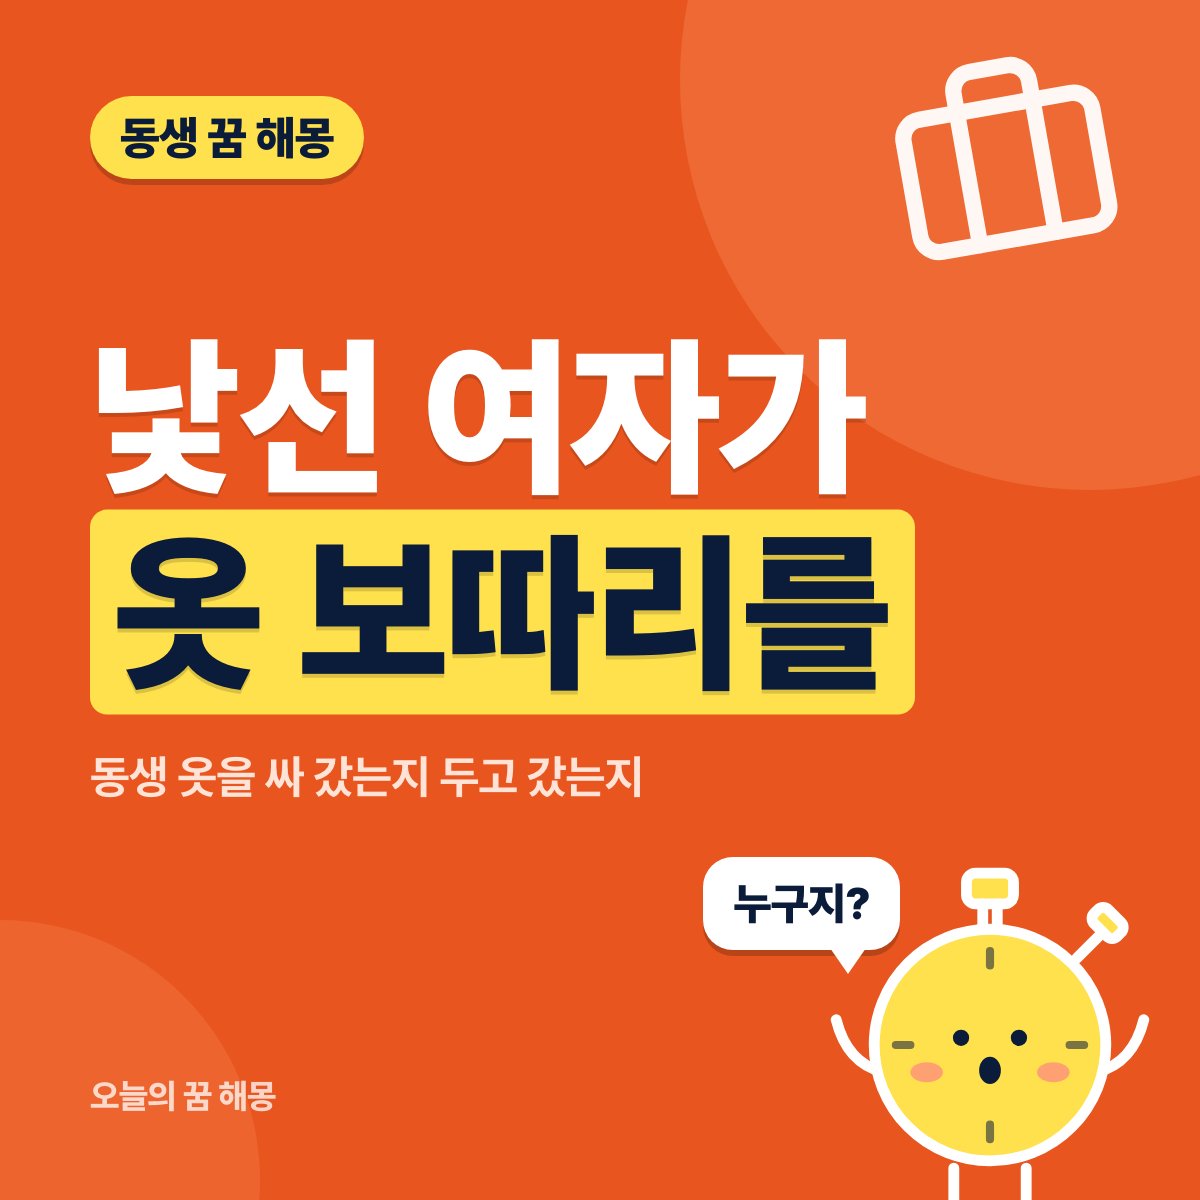 동생 꿈 해몽
낯선 여자가
옷 보따리를
동생 옷을 싸 갔는지 두고 갔는지
누구지?
오늘의 꿈 해몽